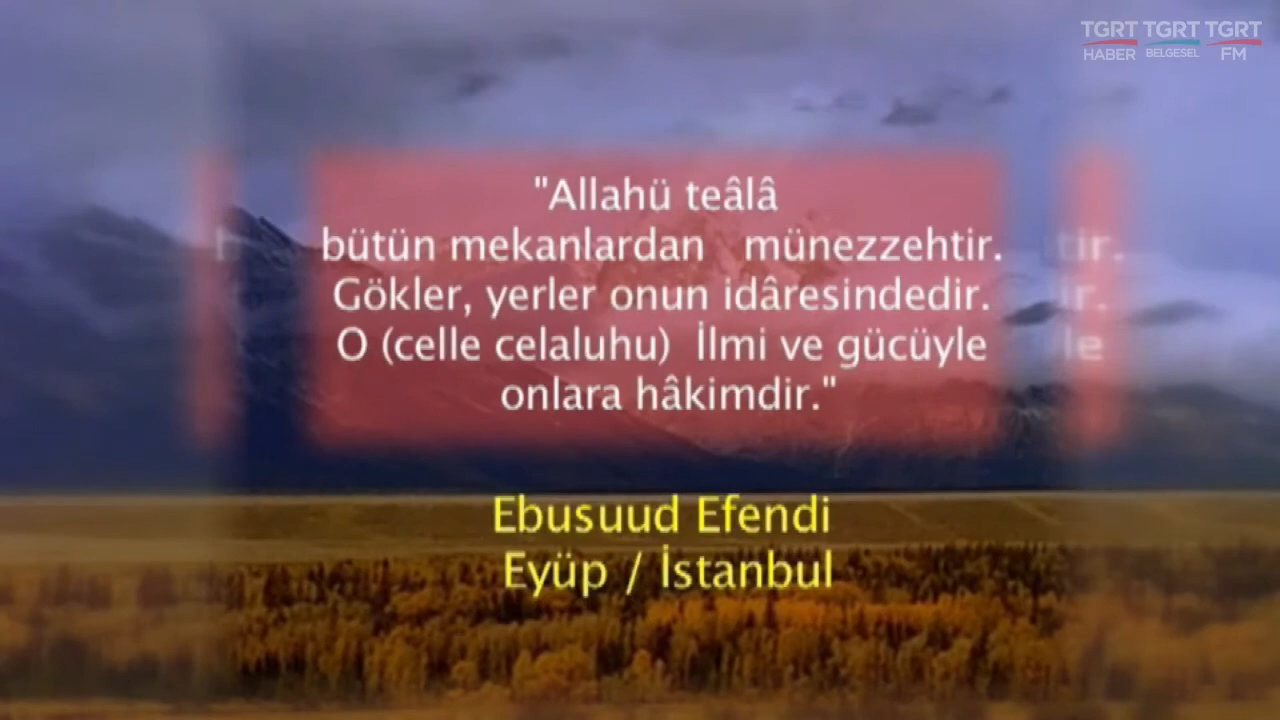 TGRT TGRT TGRT
HABER BELGESEL FM
"Allahü teâlâ
bütün mekanlardan münezzehtir.
Gökler, yerler onun idâresindedir.
O (celle celaluhu) İlmi ve gücüyle
onlara hâkimdir."
Ebusuud Efendi
Eyüp / İstanbul